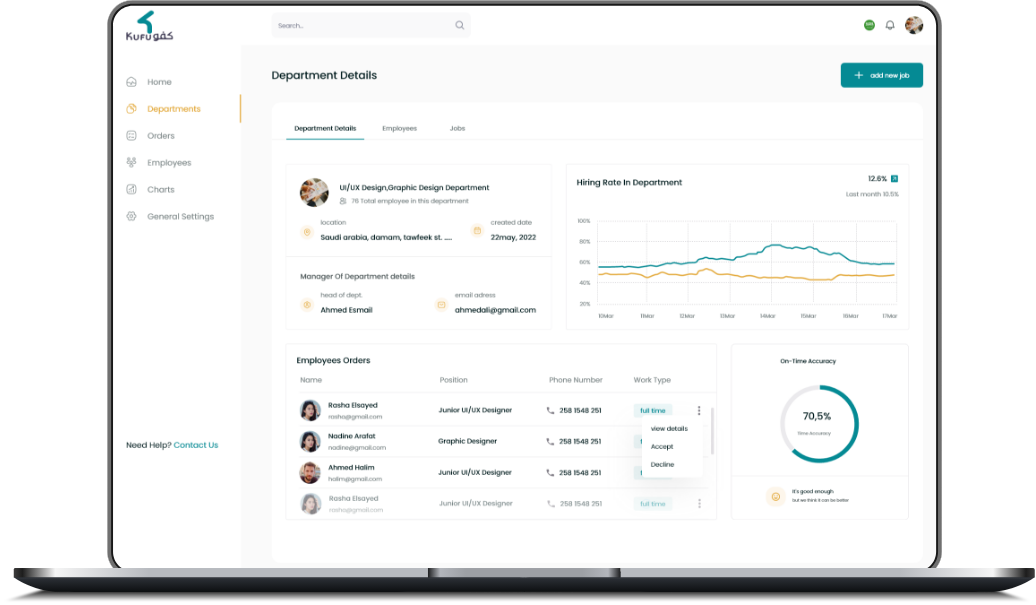 KUFU كفو
Search..
Home
Departments
Orders
Employees
Charts
General Settings
Need Help? Contact Us
Department Details
+ add new job
Department Details Employees Jobs
UI/UX Design,Graphic Design Department
76 Total employee in this department
location
Saudi arabia, damam, tawfeek st. ....
created date
22may, 2022
Manager Of Department details
head of dept.
Ahmed Esmail
email adress
ahmedali@gmail.com
Hiring Rate In Department
12.6%
Last month 10,5%
100%
80%
60%
40%
20%
10Mar 11Mar 12Mar 13Mar 14Mar 15Mar 16Mar 17Mar
Employees Orders
Name Position Phone Number Work Type
Rasha Elsayed
rasha@gmail.com
Junior UI/UX Designer 258 1548 251 full time
view details
Accept
Decline
Nadine Arafat
nadine@gmail.com
Graphic Designer 258 1548 251
Ahmed Halim
halim@gmail.com
Junior UI/UX Designer 258 1548 251
Rasha Elsayed
rasha@gmail.com
Junior UI/UX Designer 258 1548 251 full time
On-Time Accuracy
70,5%
Time Accuracy
It's good enough
but we think it can be better